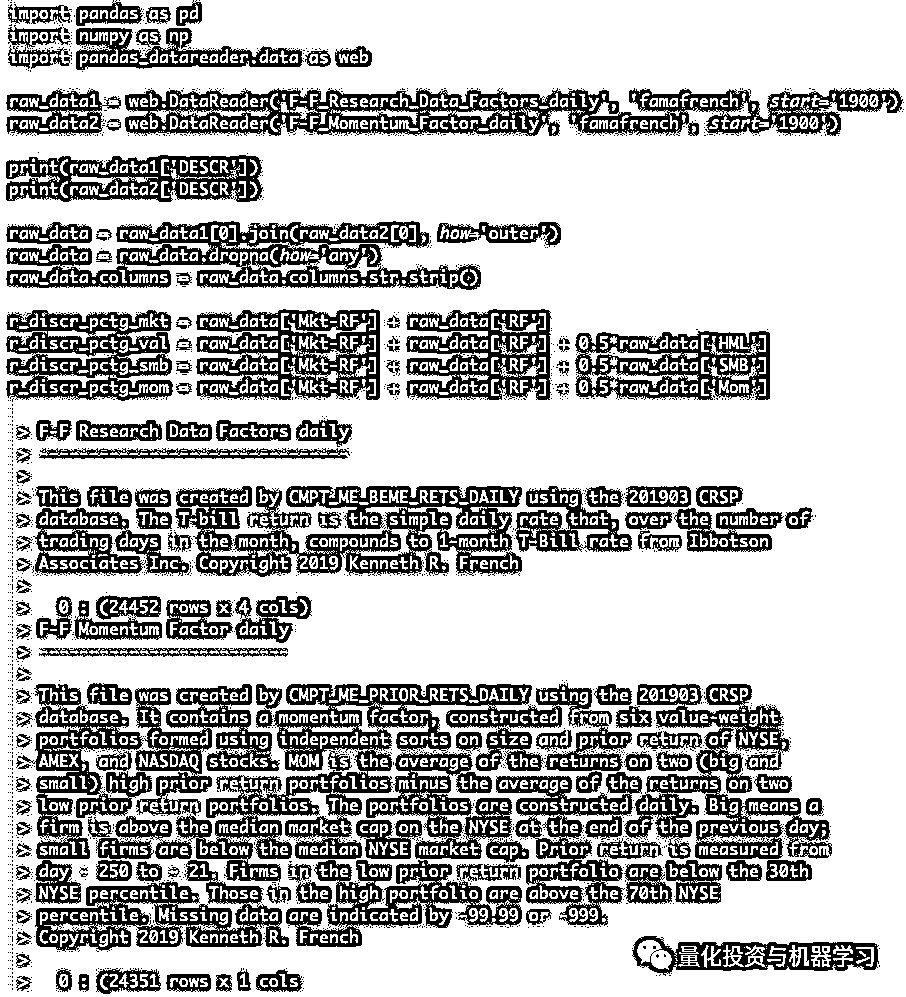 import pandas as pd
import numpy as np
import pandas_datareader.data as web
raw_data1 = web.DataReader('F-F_Research_Data_Factors_daily', 'famafrench', start='1900')
raw_data2 = web.DataReader('F-F_Momentum_Factor_daily', 'famafrench', start='1900')
print(raw_data1['DESCR'])
print(raw_data2['DESCR'])
raw_data = raw_data1[0].join(raw_data2[0], how='outer')
raw_data = raw_data.dropna(how='any')
raw_data.columns = raw_data.columns.str.strip()
r_discr_pctg_mkt = raw_data['Mkt-RF'] + raw_data['RF']
r_discr_pctg_val = raw_data['Mkt-RF'] + raw_data['RF'] + 0.5*raw_data['HML']
r_discr_pctg_smb = raw_data['Mkt-RF'] + raw_data['RF'] + 0.5*raw_data['SMB']
r_discr_pctg_mom = raw_data['Mkt-RF'] + raw_data['RF'] + 0.5*raw_data['Mom']
> F-F Research Data Factors daily
> -------------------------------
>
> This file was created by CMPT_ME_BEME_RETS_DAILY using the 201903 CRSP
> database. The T-bill return is the simple daily rate that, over the number of
> trading days in the month, compounds to 1-month T-Bill rate from Ibbotson
> Associates Inc. Copyright 2019 Kenneth R. French
>
>   0 : (24452 rows x 4 cols)
> F-F Momentum Factor daily
> -------------------------
>
> This file was created by CMPT_ME_PRIOR_RETS_DAILY using the 201903 CRSP
> database. It contains a momentum factor, constructed from six value-weight
> portfolios formed using independent sorts on size and prior return of NYSE,
> AMEX, and NASDAQ stocks. MOM is the average of the returns on two (big and
> small) high prior return portfolios minus the average of the returns on two
> low prior return portfolios. The portfolios are constructed daily. Big means a
> firm is above the median market cap on the NYSE at the end of the previous day;
> small firms are below the median NYSE market cap. Prior return is measured from
> day - 250 to - 21. Firms in the low prior return portfolio are below the 30th
> NYSE percentile. Those in the high portfolio are above the 70th NYSE
> percentile. Missing data are indicated by -99.99 or -999.
> Copyright 2019 Kenneth R. French
>
>   0 : (24351 rows x 1 cols
量化投资与机器学习